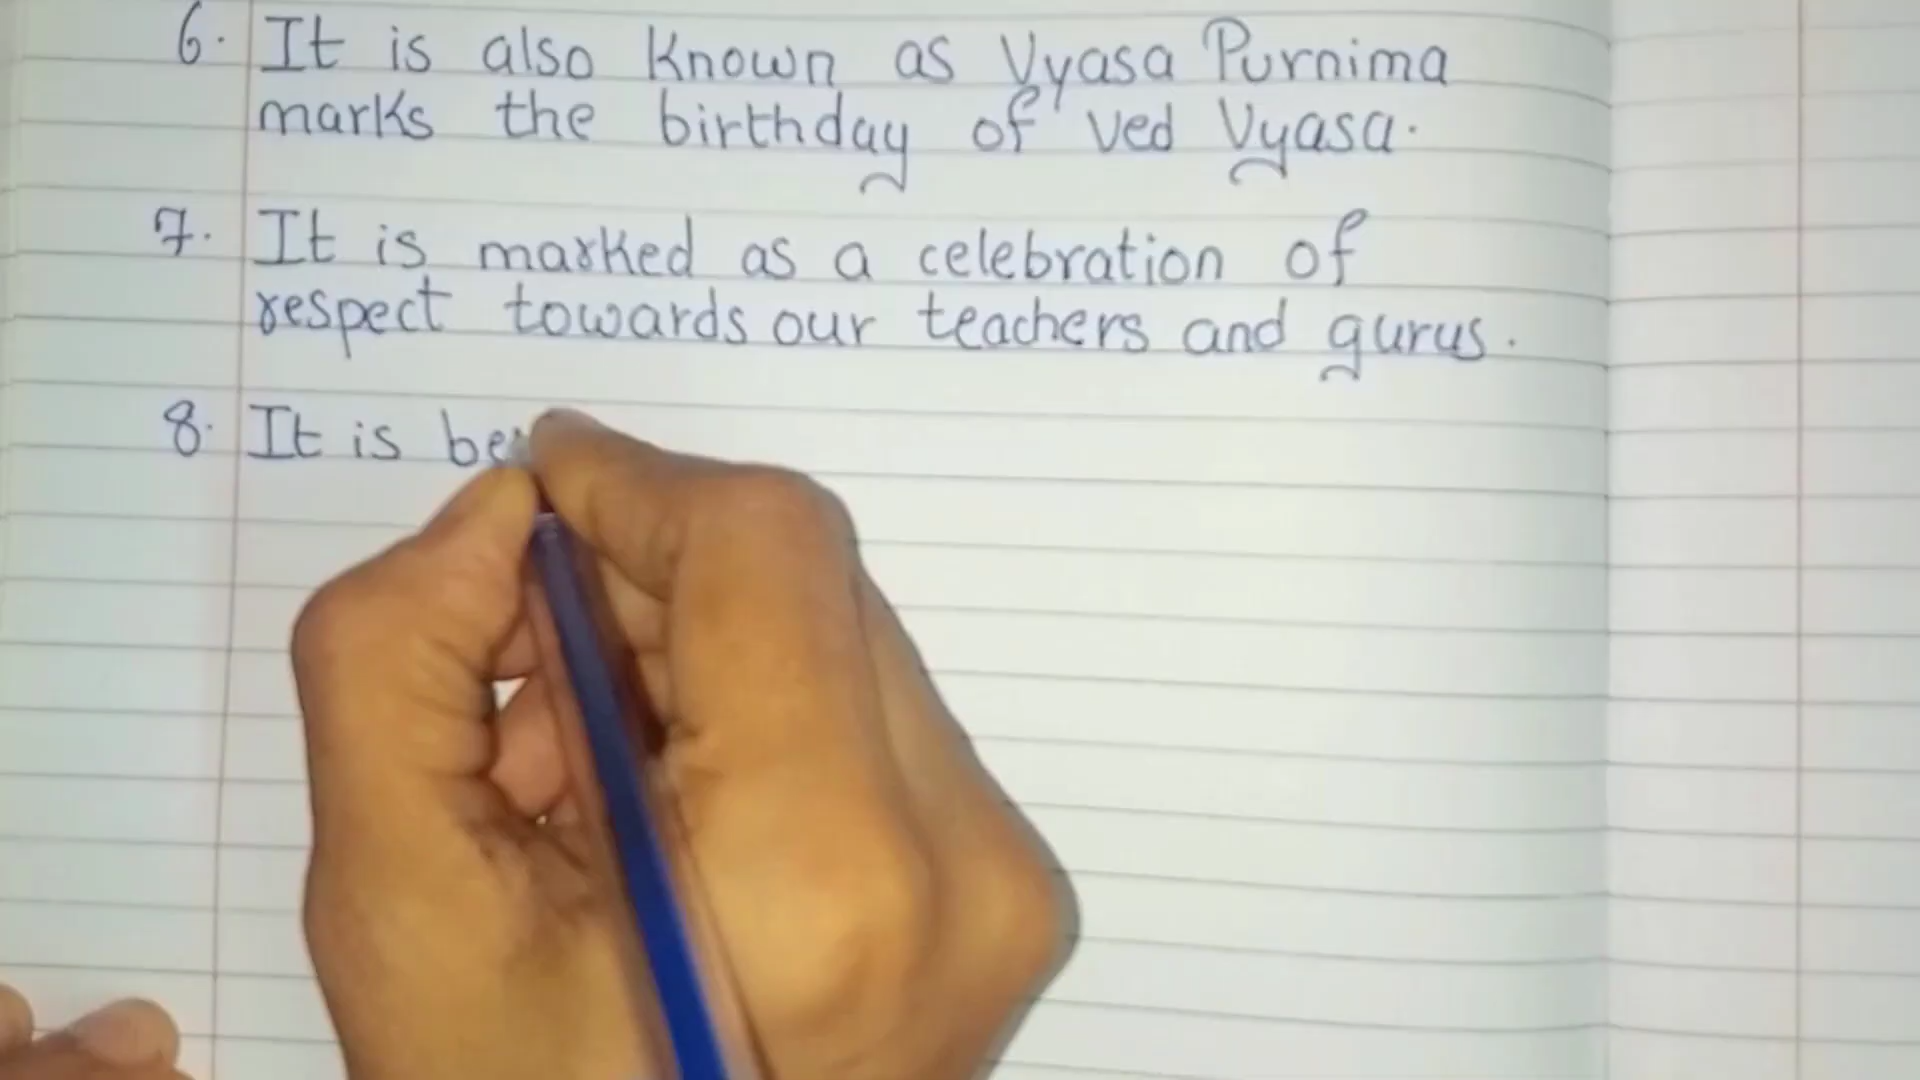 6. It is also known as Vyasa Purnima
marks the birthday of ved Vyasa.
7. It is marked as a celebration of
respect towards our teachers and gurus.
8. It is